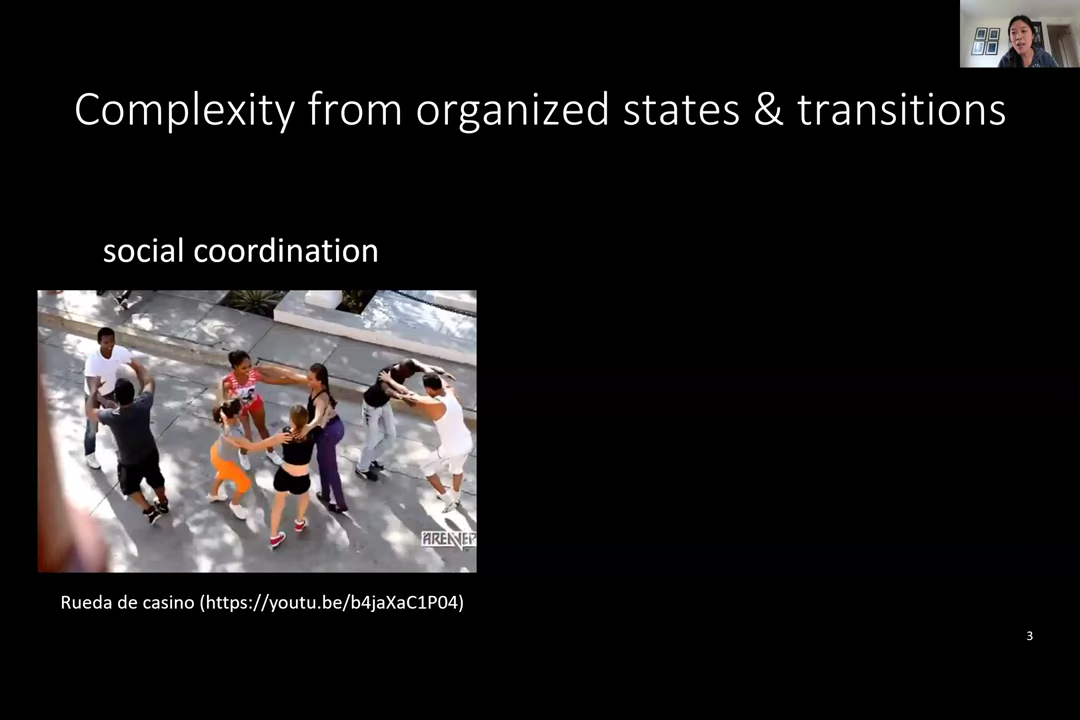 Complexity from organized states & transitions
social coordination
Rueda de casino (https://youtu.be/b4jaXaC1P04)
3